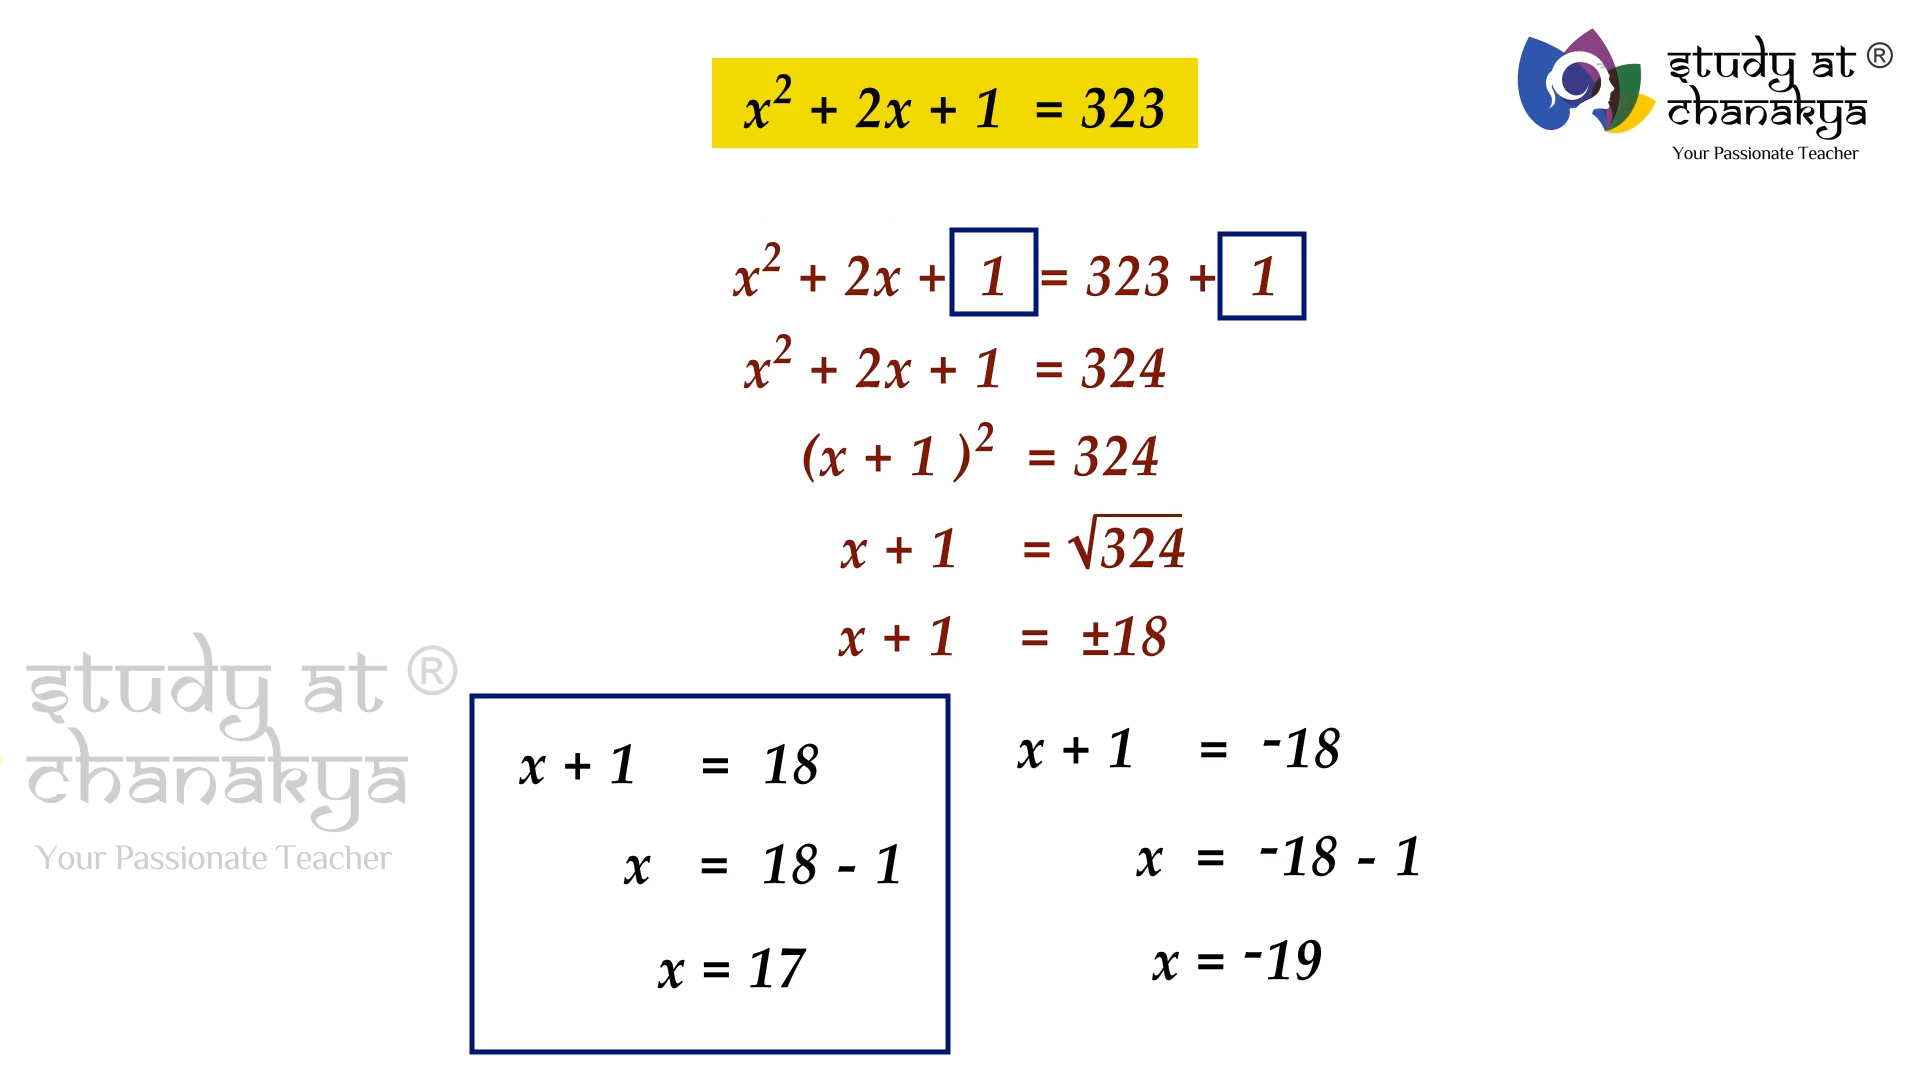 x² + 2x + 1 = 323
study at ®
chanakya
Your Passionate Teacher
x² + 2x + 1 = 323 + 1
x² + 2x + 1 = 324
(x + 1 )² = 324
x + 1 = √324
x + 1 = ±18
study at ®
chanakya
Your Passionate Teacher
x + 1 = 18
x = 18 - 1
x = 17
x + 1 = -18
x = -18 - 1
x = -19